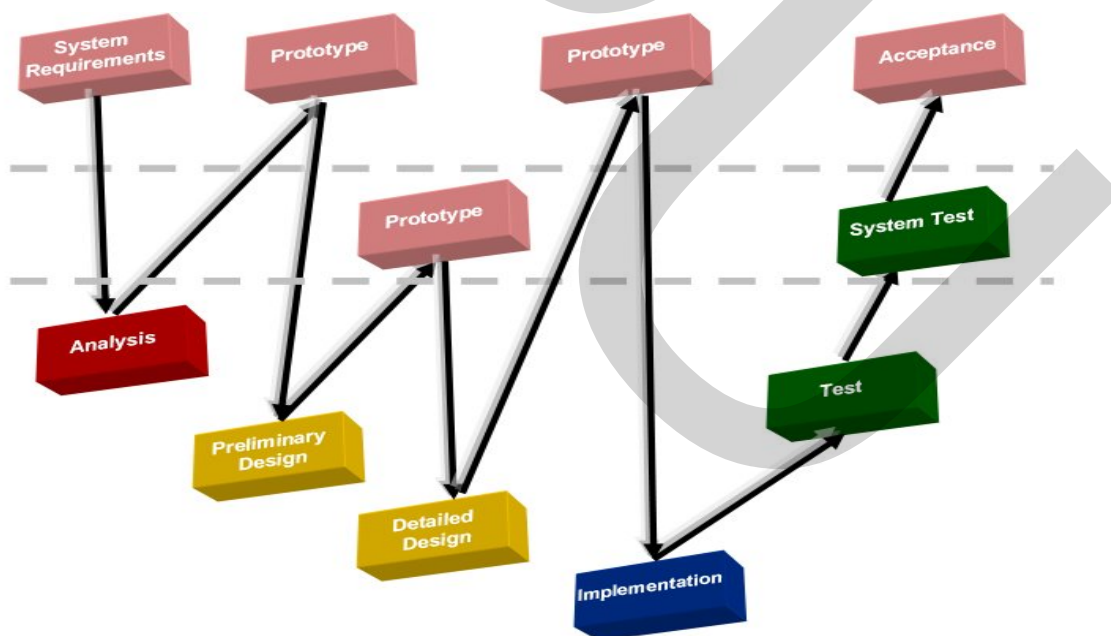 System
Requirements
Prototype
Prototype
Acceptance
Prototype
System Test
Analysis
Test
Preliminary
Design
Detailed
Design
Implementation